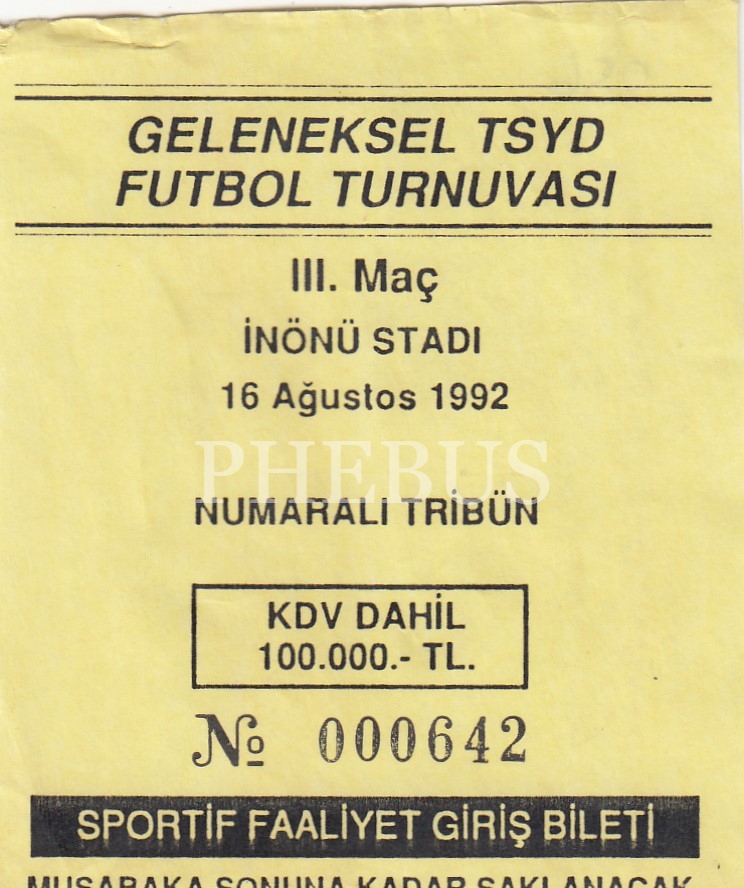 GELENEKSEL TSYD
FUTBOL TURNUVASI
III. Maç
İNÖNÜ STADI
16 Ağustos 1992
PHEBUS
NUMARALI TRİBÜN
KDV DAHİL
100.000.- TL.
№ 000642
SPORTİF FAALİYET GİRİŞ BİLETİ
MUSABAKA SONUNA KADAR SAKLANACAK